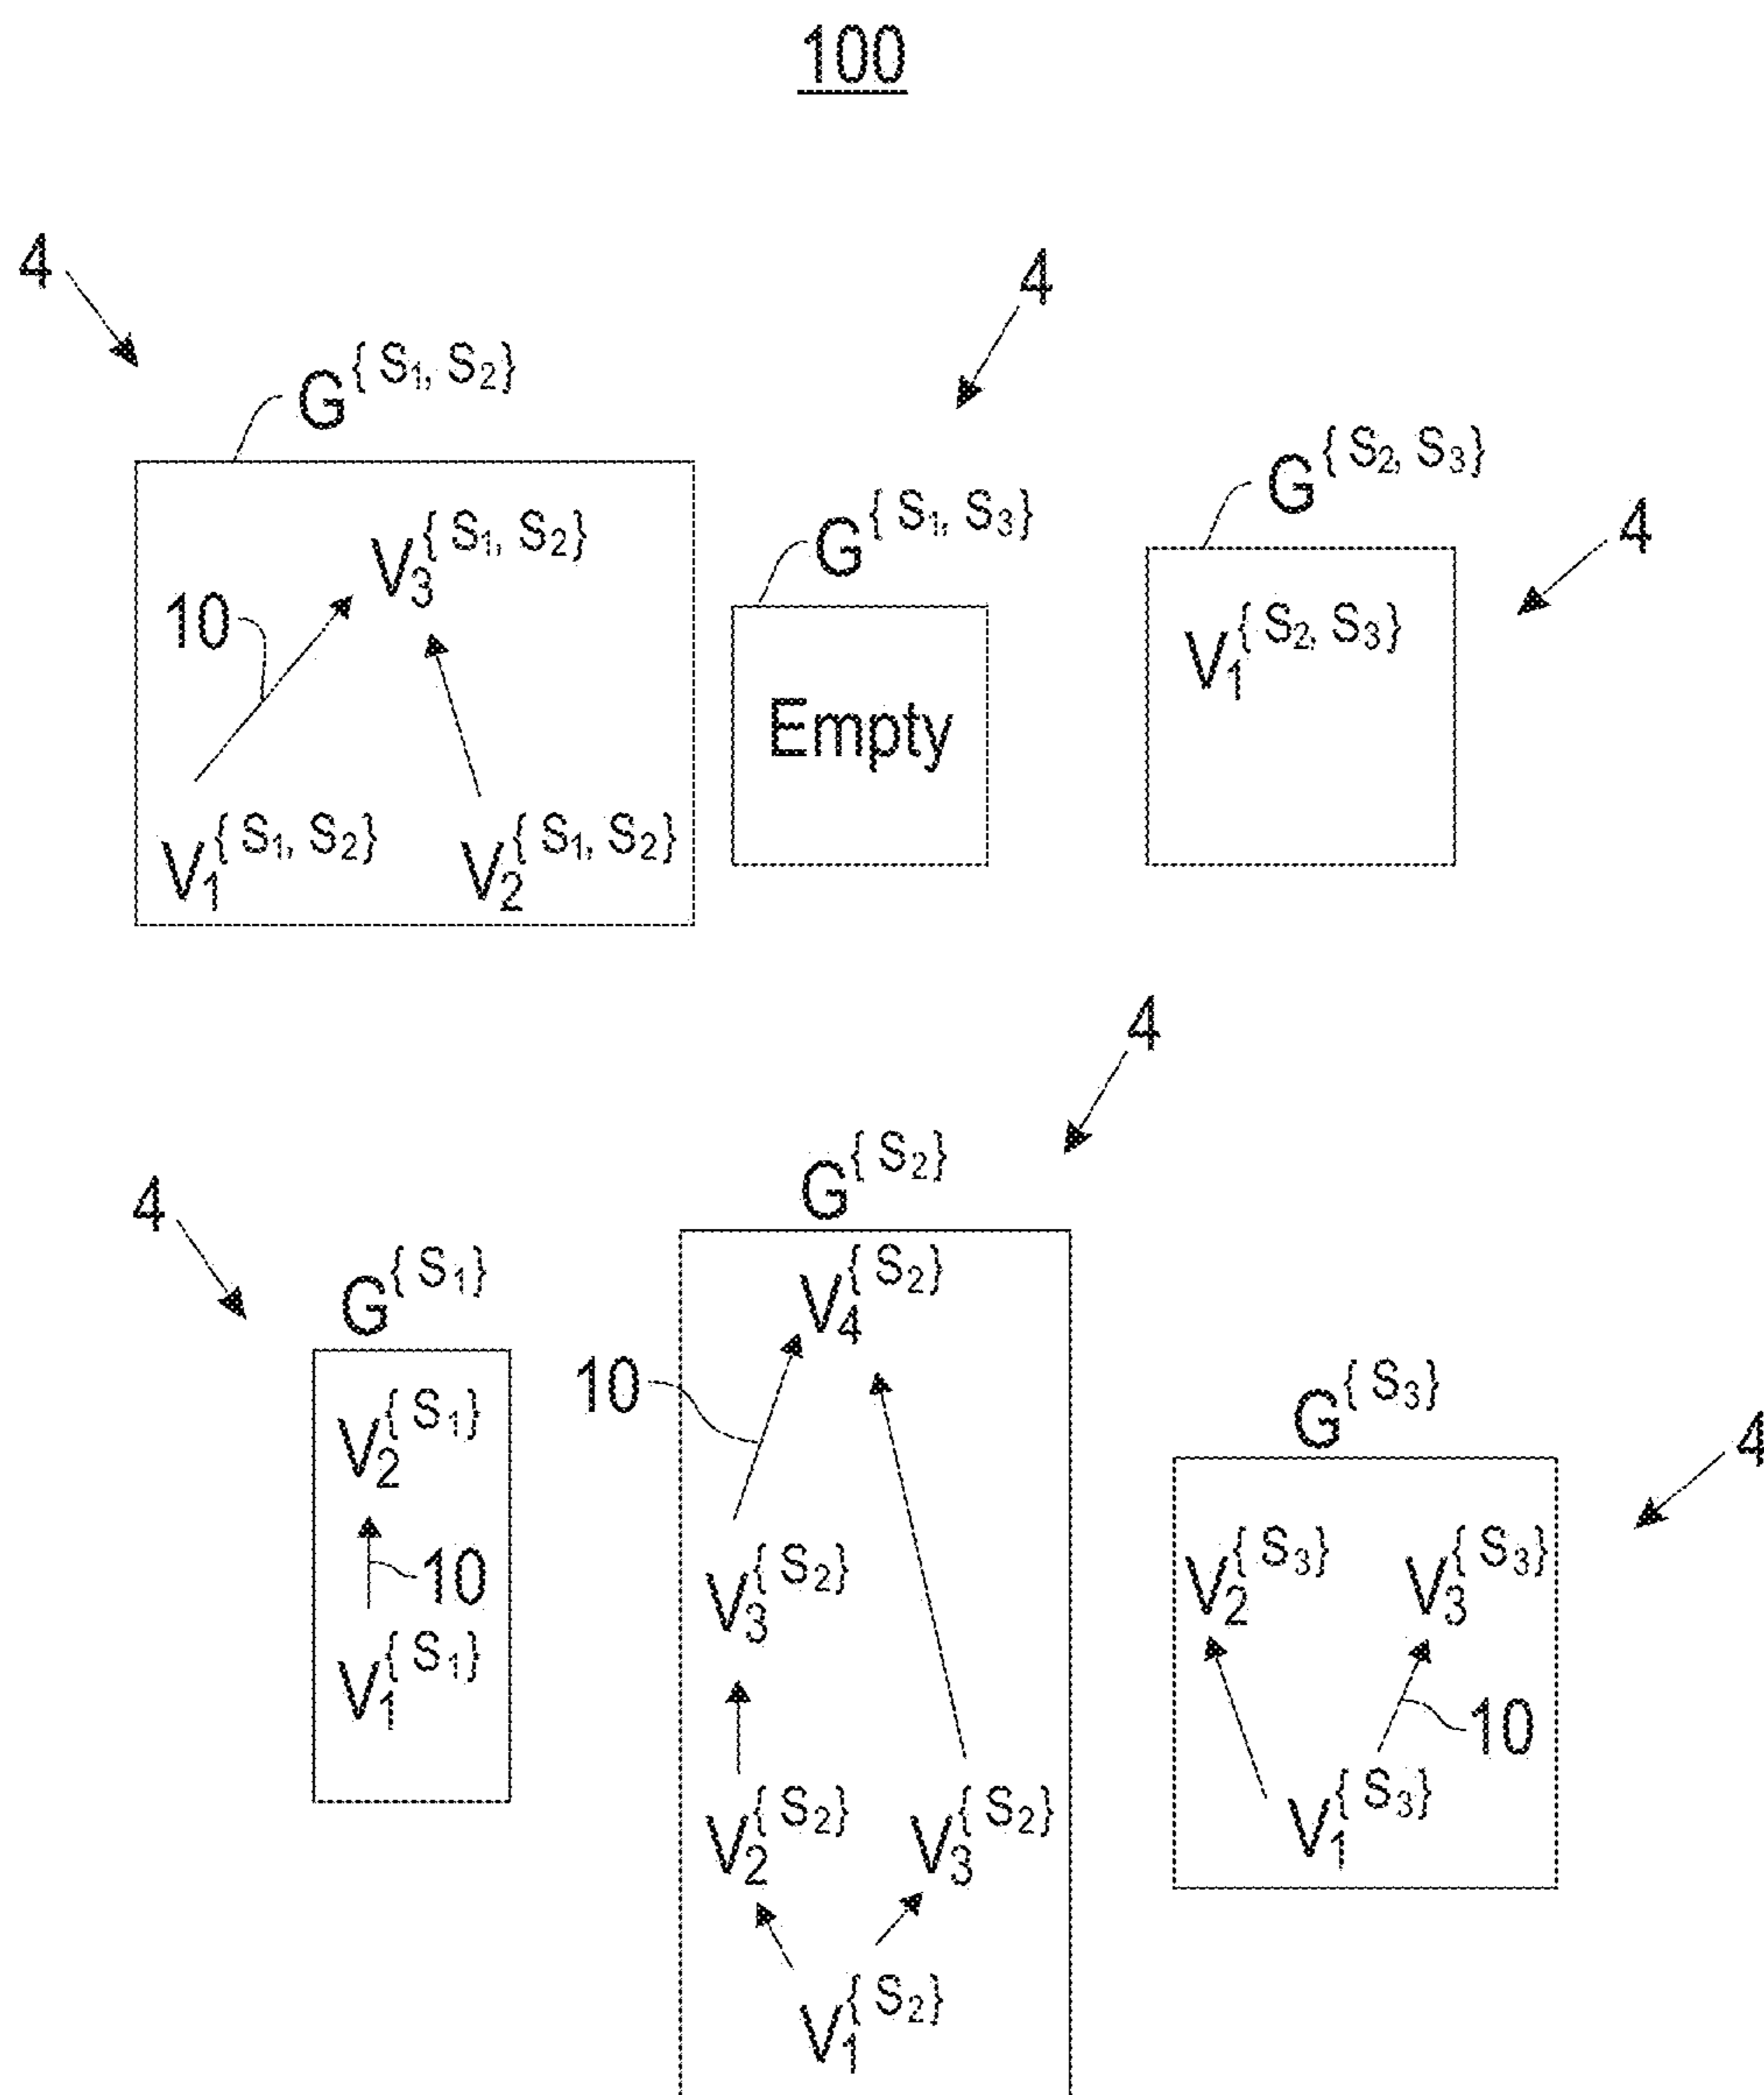 100
4
4
G{S1, S2}
G{S2, S3}
G{S1, S3}
4
V3{S1, S2}
10
V1{S2, S3}
Empty
V1{S1, S2} V2{S1, S2}
4
G{S2}
4
G{S1}
V4{S2}
10
G{S3}
4
V2{S1}
10
V3{S2}
V2{S3} V3{S3}
V1{S1}
10
V2{S2} V3{S2}
V1{S3}
V1{S2}